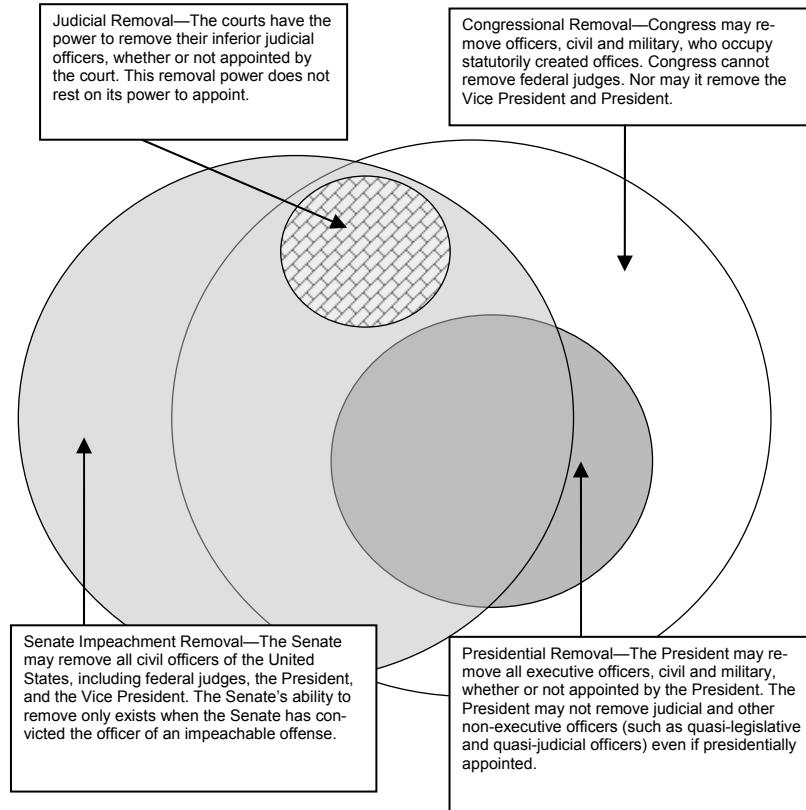 Judicial Removal—The courts have the
power to remove their inferior judicial
officers, whether or not appointed by
the court. This removal power does not
rest on its power to appoint.
Congressional Removal—Congress may re-
move officers, civil and military, who occupy
statutorily created offices. Congress cannot
remove federal judges. Nor may it remove the
Vice President and President.
Senate Impeachment Removal—The Senate
may remove all civil officers of the United
States, including federal judges, the President,
and the Vice President. The Senate’s ability to
remove only exists when the Senate has con-
victed the officer of an impeachable offense.
Presidential Removal—The President may re-
move all executive officers, civil and military,
whether or not appointed by the President. The
President may not remove judicial and other
non-executive officers (such as quasi-legislative
and quasi-judicial officers) even if presidentially
appointed.